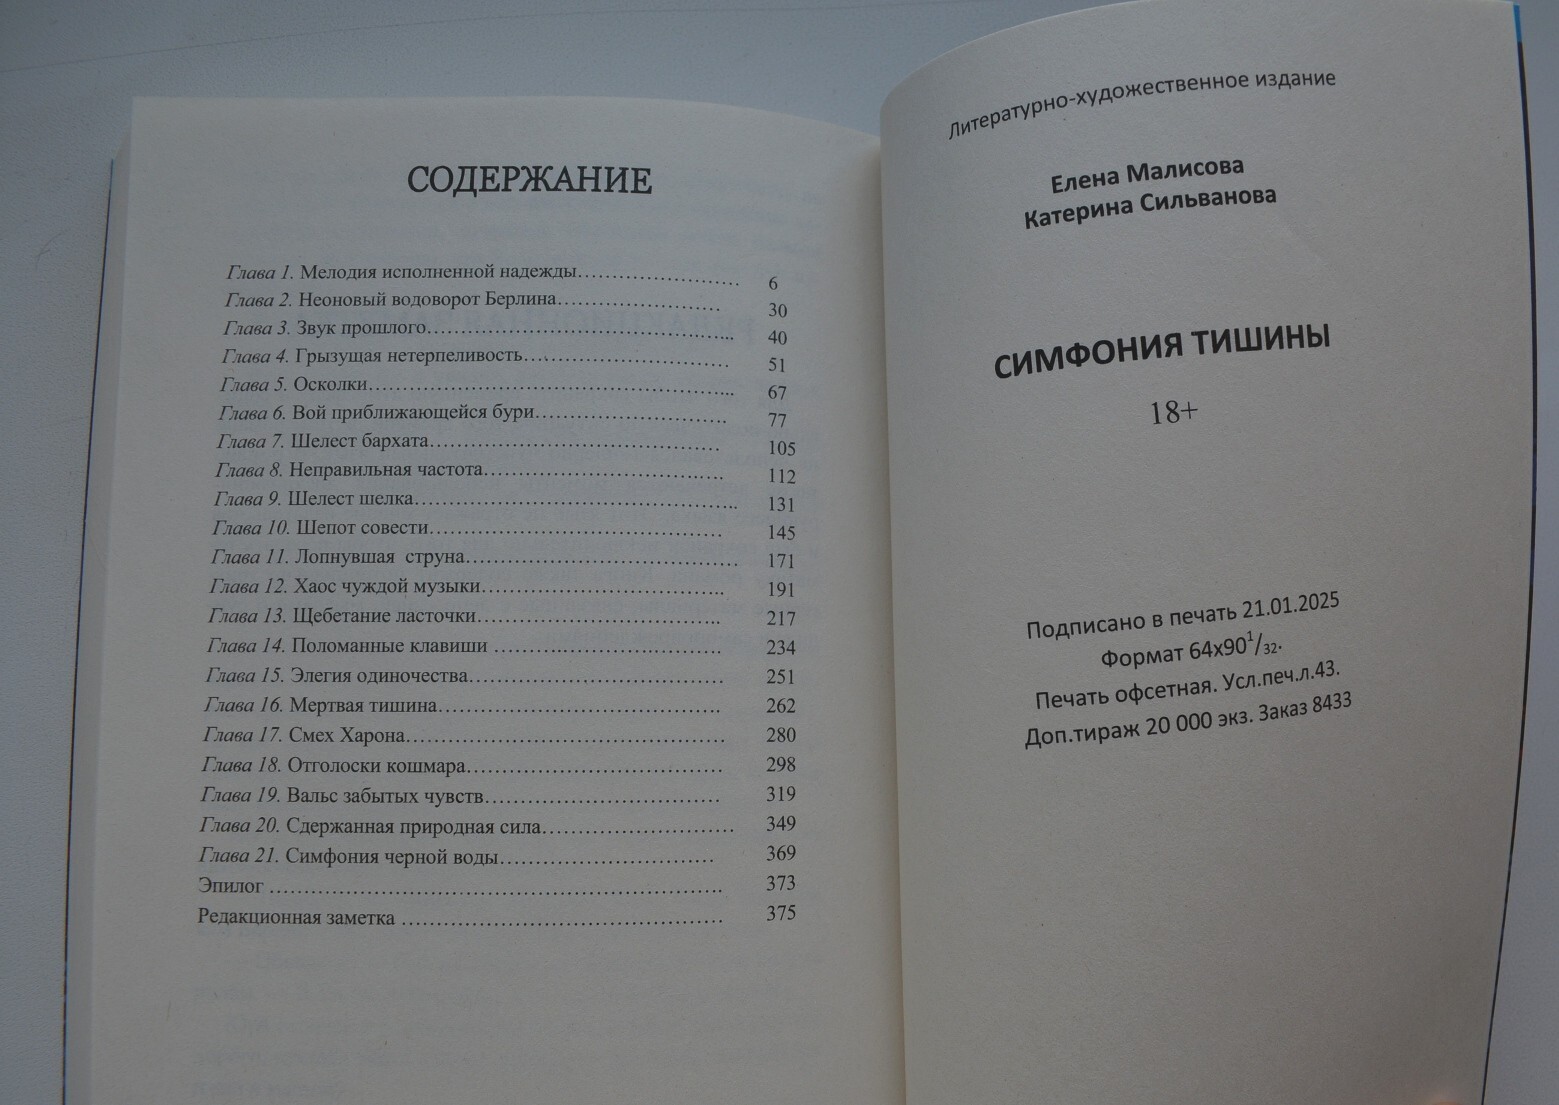 СОДЕРЖАНИЕ
Глава 1. Мелодия исполненной надежды........................ 6
Глава 2. Неоновый водоворот Берлина........................ 30
Глава 3. Звук прошлого........................ 40
Глава 4. Грызущая нетерпеливость........................ 51
Глава 5. Осколки........................ 67
Глава 6. Вой приближающейся бури........................ 77
Глава 7. Шелест бархата........................ 105
Глава 8. Неправильная частота........................ 112
Глава 9. Шелест шелка........................ 131
Глава 10. Шепот совести........................ 145
Глава 11. Лопнувшая струна........................ 171
Глава 12. Хаос чуждой музыки........................ 191
Глава 13. Щебетание ласточки........................ 217
Глава 14. Поломанные клавиши ........................ 234
Глава 15. Элегия одиночества........................ 251
Глава 16. Мертвая тишина........................ 262
Глава 17. Смех Харона........................ 280
Глава 18. Отголоски кошмара........................ 298
Глава 19. Вальс забытых чувств........................ 319
Глава 20. Сдержанная природная сила........................ 349
Глава 21. Симфония черной воды........................ 369
Эпилог ........................ 373
Редакционная заметка ........................ 375
Литературно-художественное издание
Елена Малисова
Катерина Сильванова
СИМФОНИЯ ТИШИНЫ
18+
Подписано в печать 21.01.2025
Формат 64х90 1/32.
Печать офсетная. Усл.печ.л.43.
Доп.тираж 20 000 экз. Заказ 8433